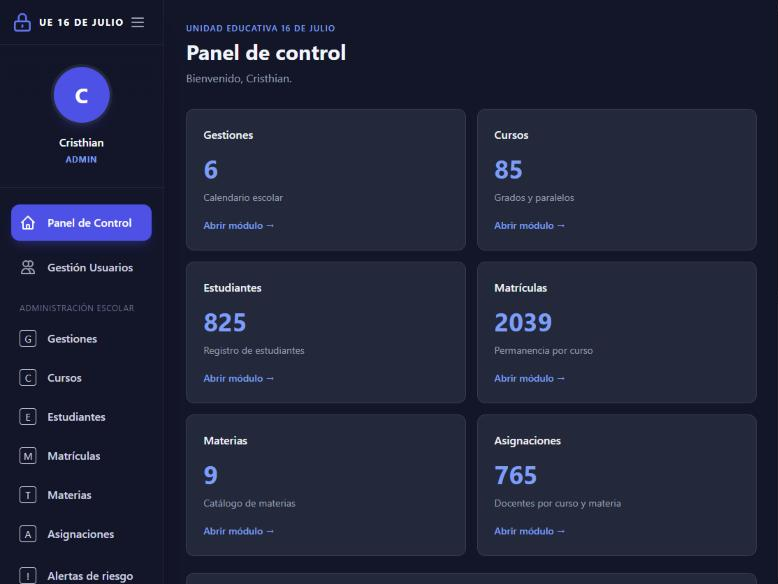 UE 16 DE JULIO
C
Cristhian
ADMIN
Panel de Control
Gestión Usuarios
ADMINISTRACIÓN ESCOLAR
G Gestiones
C Cursos
E Estudiantes
M Matrículas
T Materias
A Asignaciones
! Alertas de riesgo
UNIDAD EDUCATIVA 16 DE JULIO
Panel de control
Bienvenido, Cristhian.
Gestiones
6
Calendario escolar
Abrir módulo →
Cursos
85
Grados y paralelos
Abrir módulo →
Estudiantes
825
Registro de estudiantes
Abrir módulo →
Matrículas
2039
Permanencia por curso
Abrir módulo →
Materias
9
Catálogo de materias
Abrir módulo →
Asignaciones
765
Docentes por curso y materia
Abrir módulo →